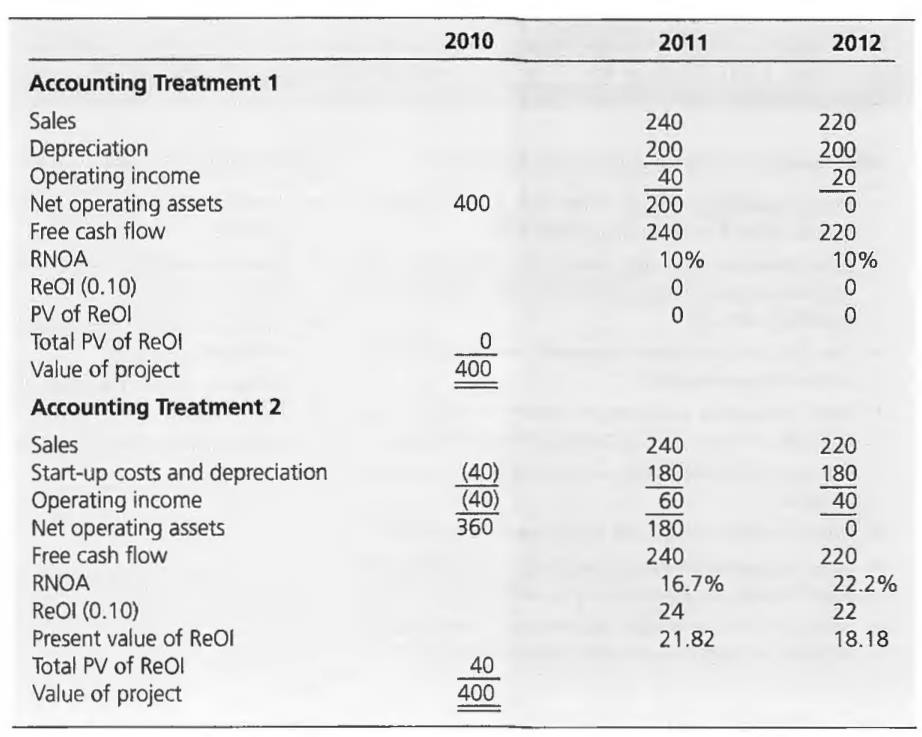 2010 2011 2012
Accounting Treatment 1
Sales 240 220
Depreciation 200 200
Operating income 40 20
Net operating assets 400 200 0
Free cash flow 240 220
RNOA 10% 10%
ReOI (0.10) 0 0
PV of ReOI 0 0
Total PV of ReOI 0
Value of project 400
Accounting Treatment 2
Sales 240 220
Start-up costs and depreciation (40) 180 180
Operating income (40) 60 40
Net operating assets 360 180 0
Free cash flow 240 220
RNOA 16.7% 22.2%
ReOI (0.10) 24 22
Present value of ReOI 21.82 18.18
Total PV of ReOI 40
Value of project 400